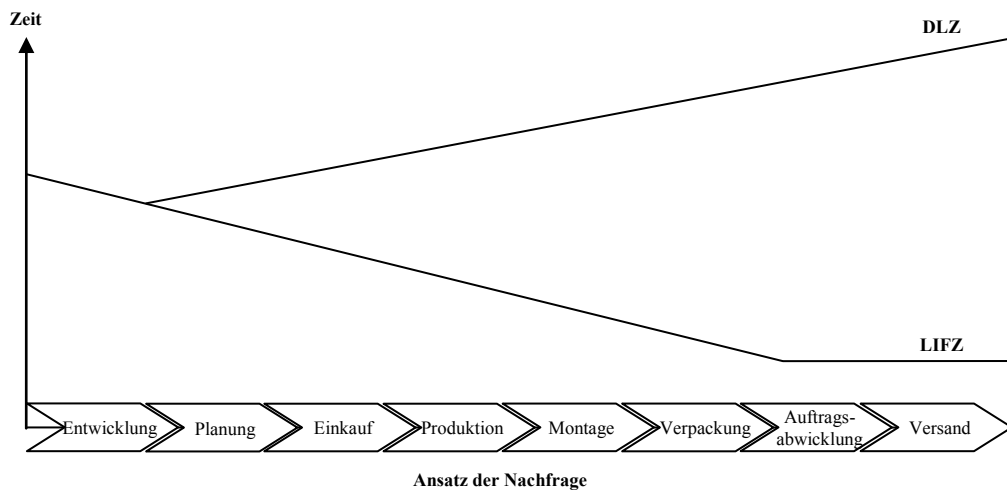 Zeit
DLZ
LIFZ
Entwicklung
Planung
Einkauf
Produktion
Montage
Verpackung
Auftrags-
abwicklung
Versand
Ansatz der Nachfrage